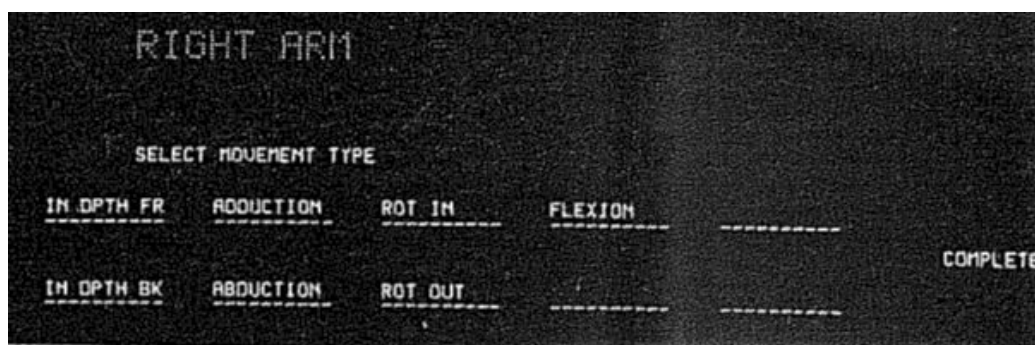 RIGHT ARM
SELECT MOVEMENT TYPE
IN DPTH FR ADDUCTION ROT IN FLEXION
COMPLETE
IN DPTH BK ABDUCTION ROT OUT